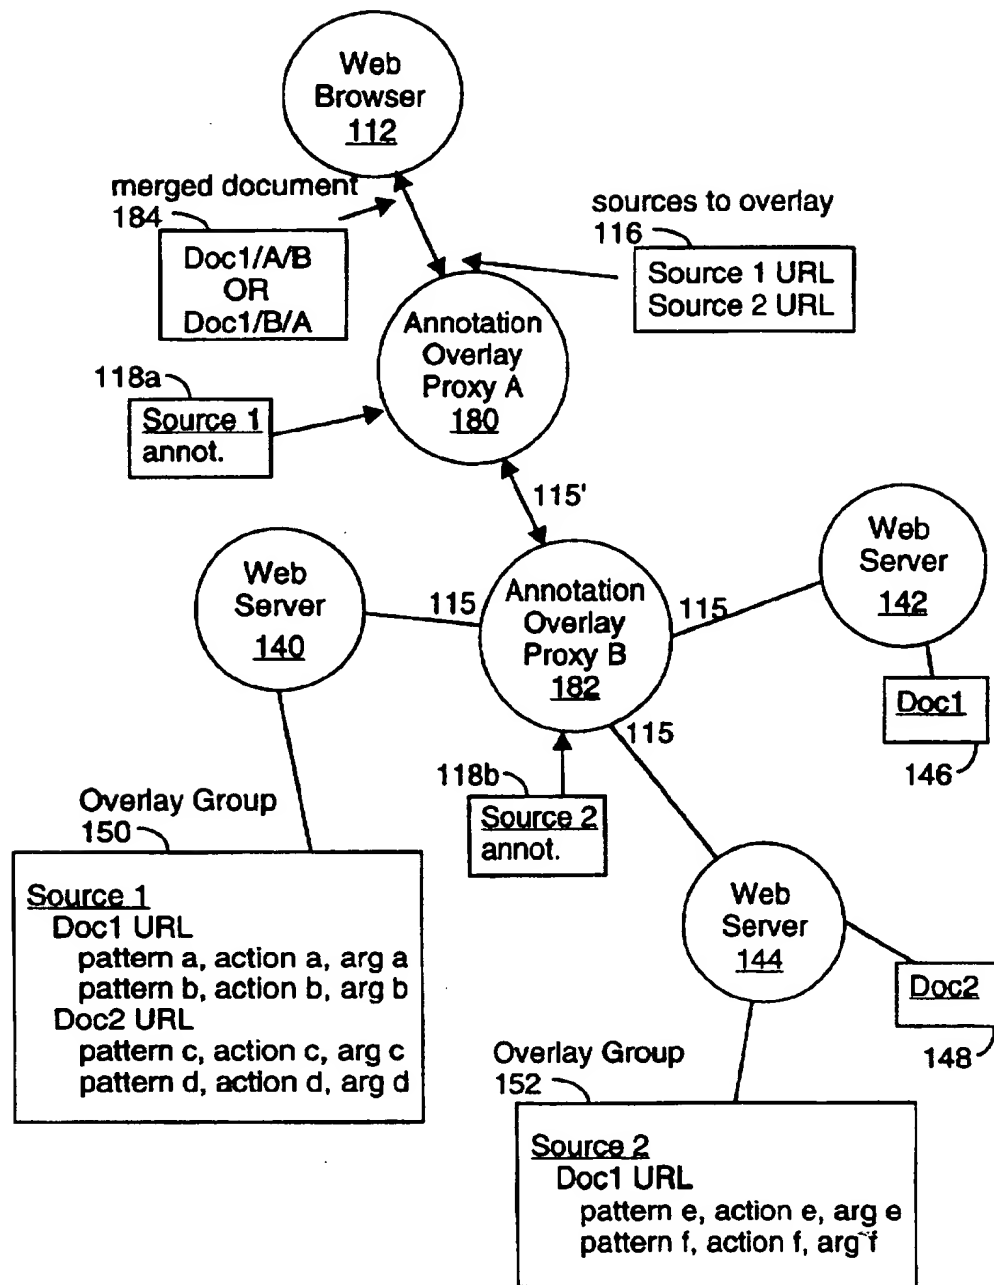 Web
Browser
112
merged document
184
Doc1/A/B
OR
Doc1/B/A
sources to overlay
116
Source 1 URL
Source 2 URL
Annotation
Overlay
Proxy A
180
118a
Source 1
annot.
115'
Web
Server
140
115
Annotation
Overlay
Proxy B
182
115
Web
Server
142
Doc1
146
115
118b
Source 2
annot.
Overlay Group
150
Source 1
Doc1 URL
pattern a, action a, arg a
pattern b, action b, arg b
Doc2 URL
pattern c, action c, arg c
pattern d, action d, arg d
Web
Server
144
Doc2
148
Overlay Group
152
Source 2
Doc1 URL
pattern e, action e, arg e
pattern f, action f, arg f